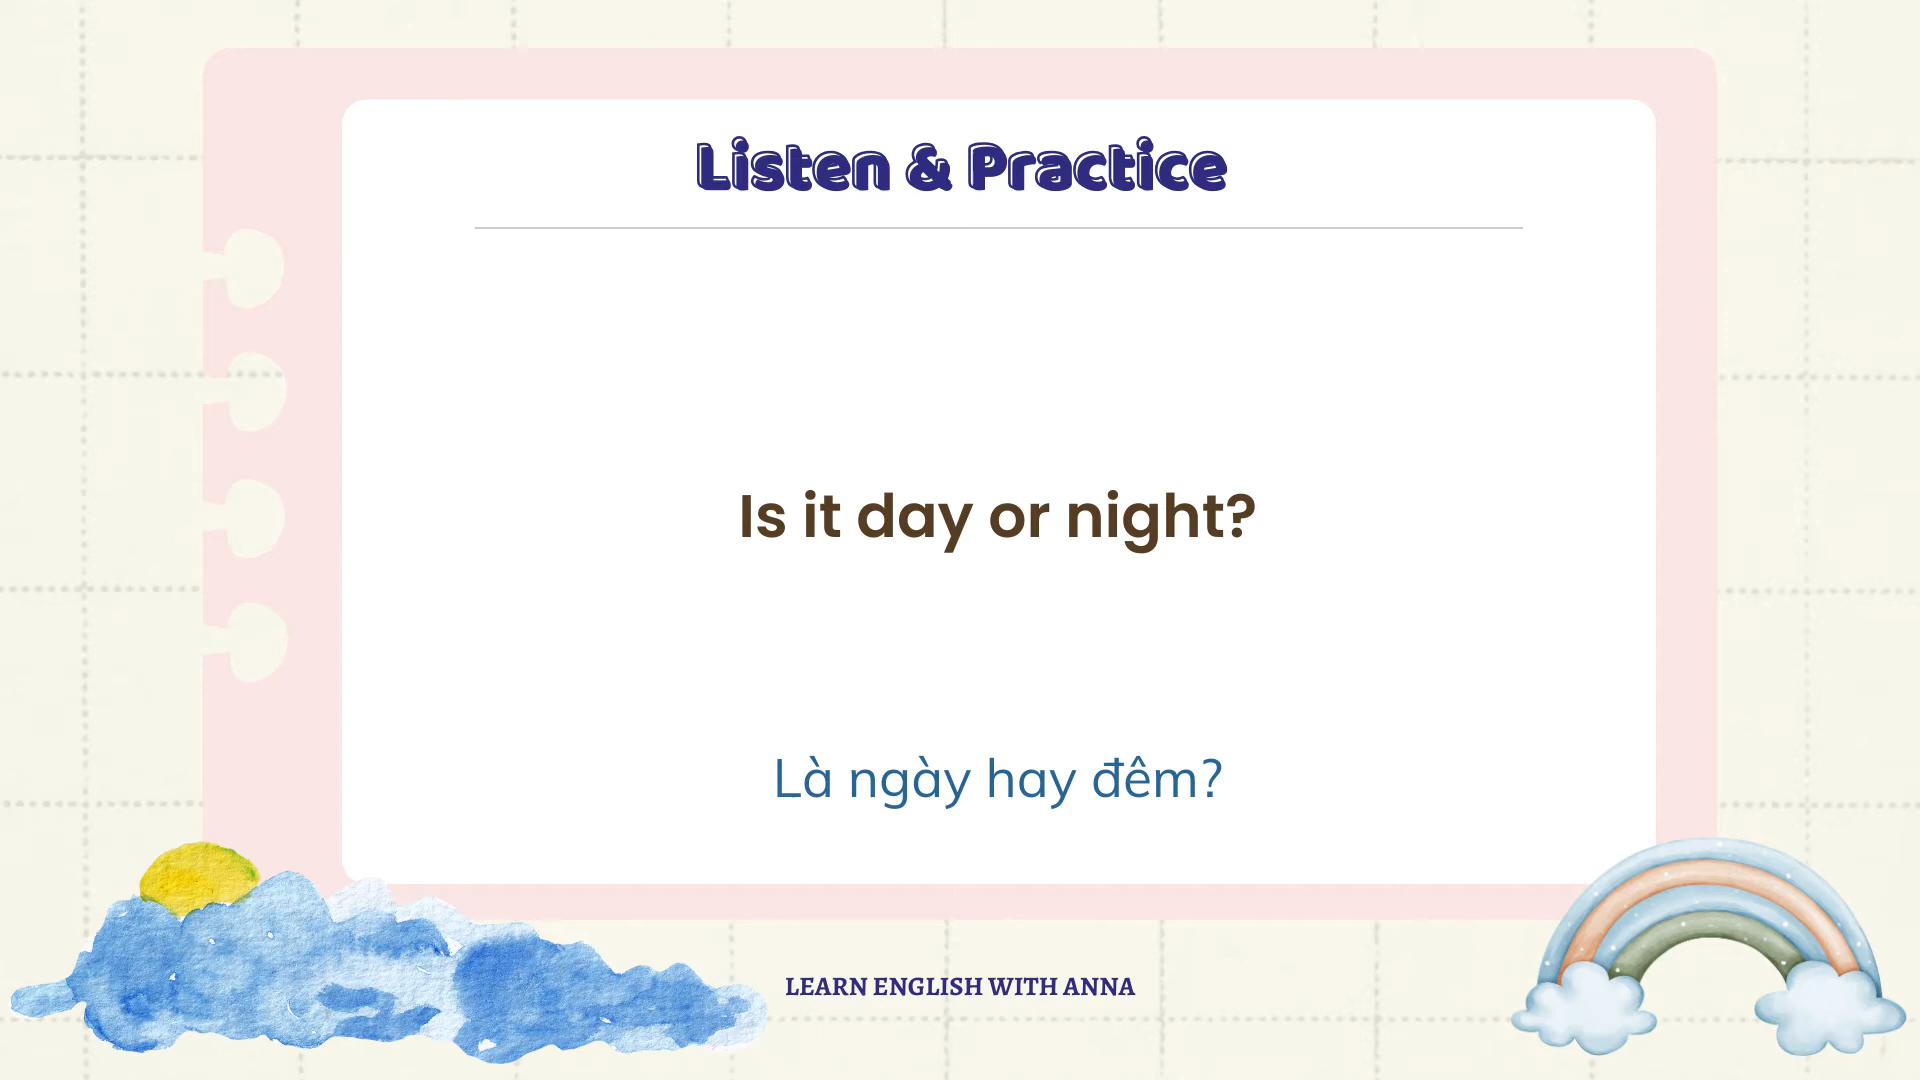 Listen & Practice
Is it day or night?
Là ngày hay đêm?
LEARN ENGLISH WITH ANNA